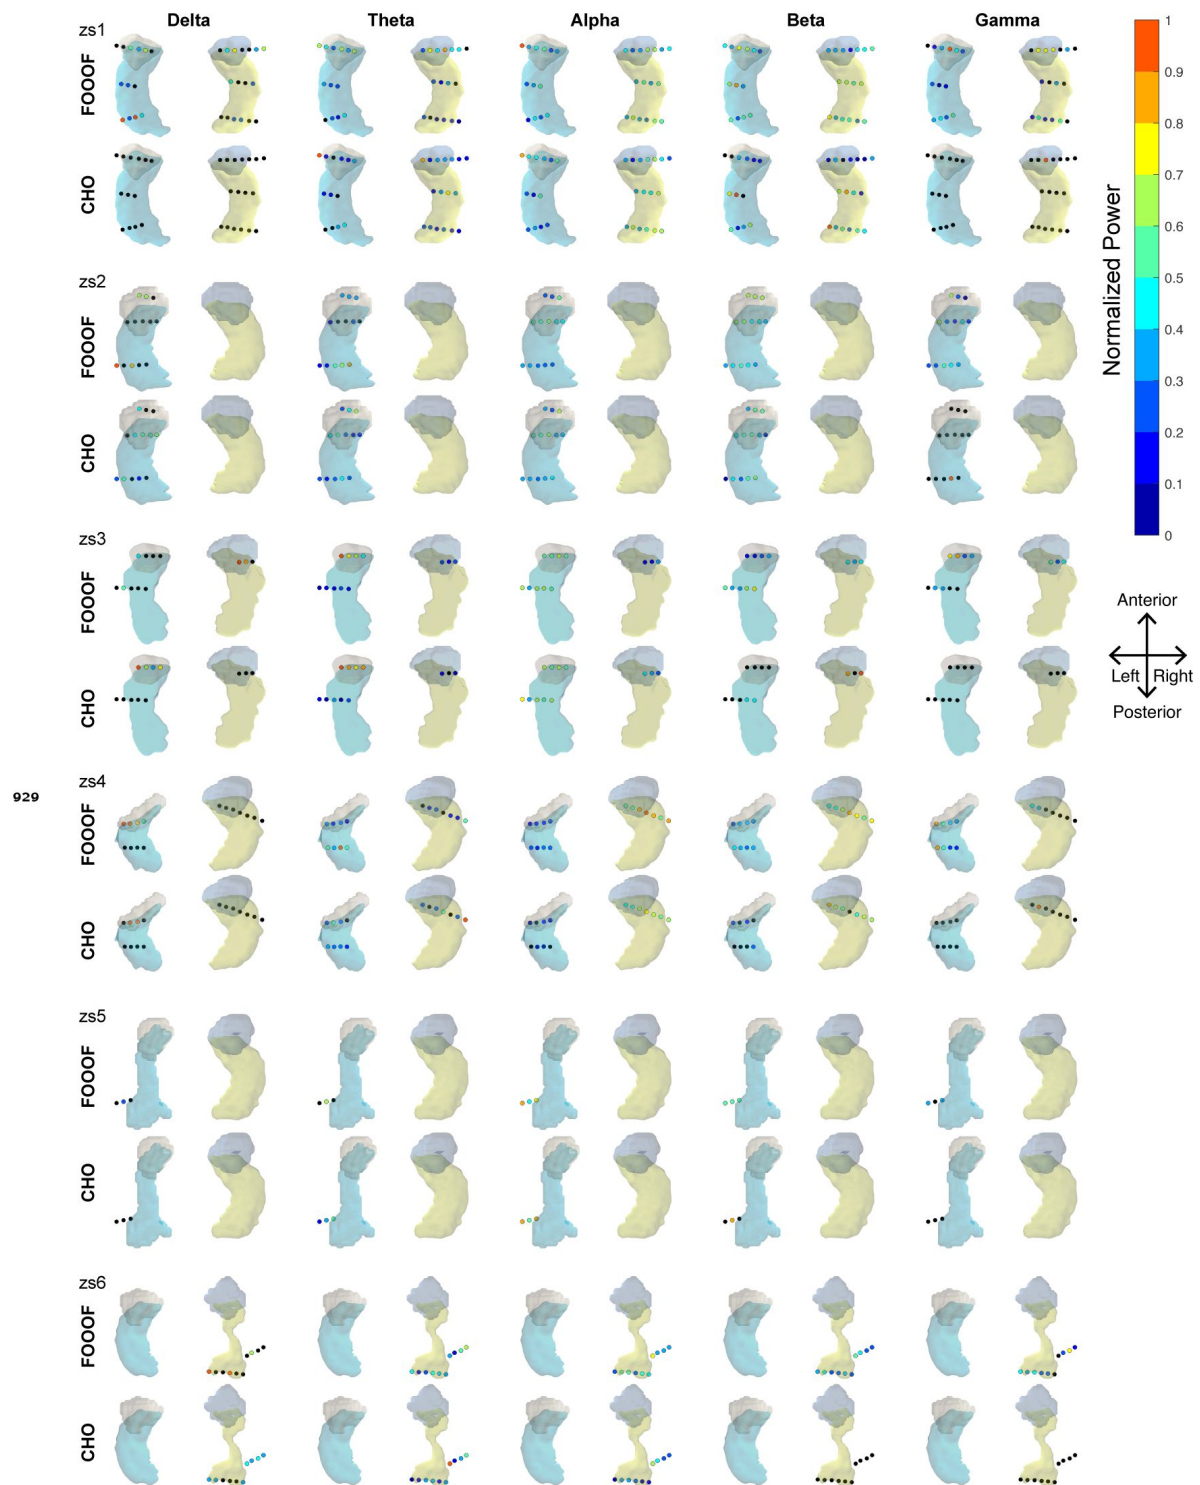 Delta Theta Alpha Beta Gamma
zs1
FOOOF
CHO
zs2
FOOOF
CHO
zs3
FOOOF
CHO
929
zs4
FOOOF
CHO
zs5
FOOOF
CHO
zs6
FOOOF
CHO
Normalized Power
1
0.9
0.8
0.7
0.6
0.5
0.4
0.3
0.2
0.1
0
Anterior
Left Right
Posterior